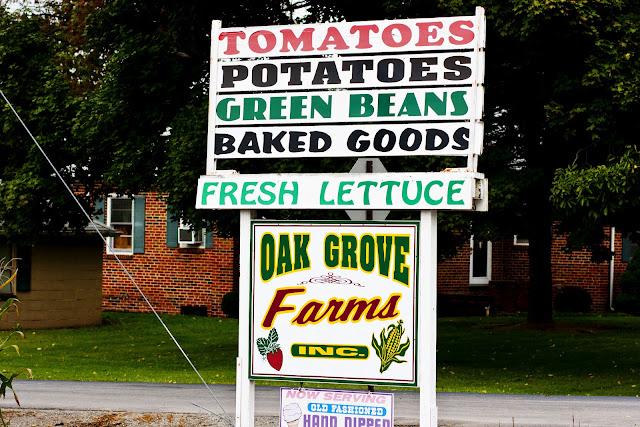 TOMATOES
POTATOES
GREEN BEANS
BAKED GOODS
FRESH LETTUCE
OAK GROVE
Farms
INC.
NOW SERVING
OLD FASHIONED
HAND DIPPED